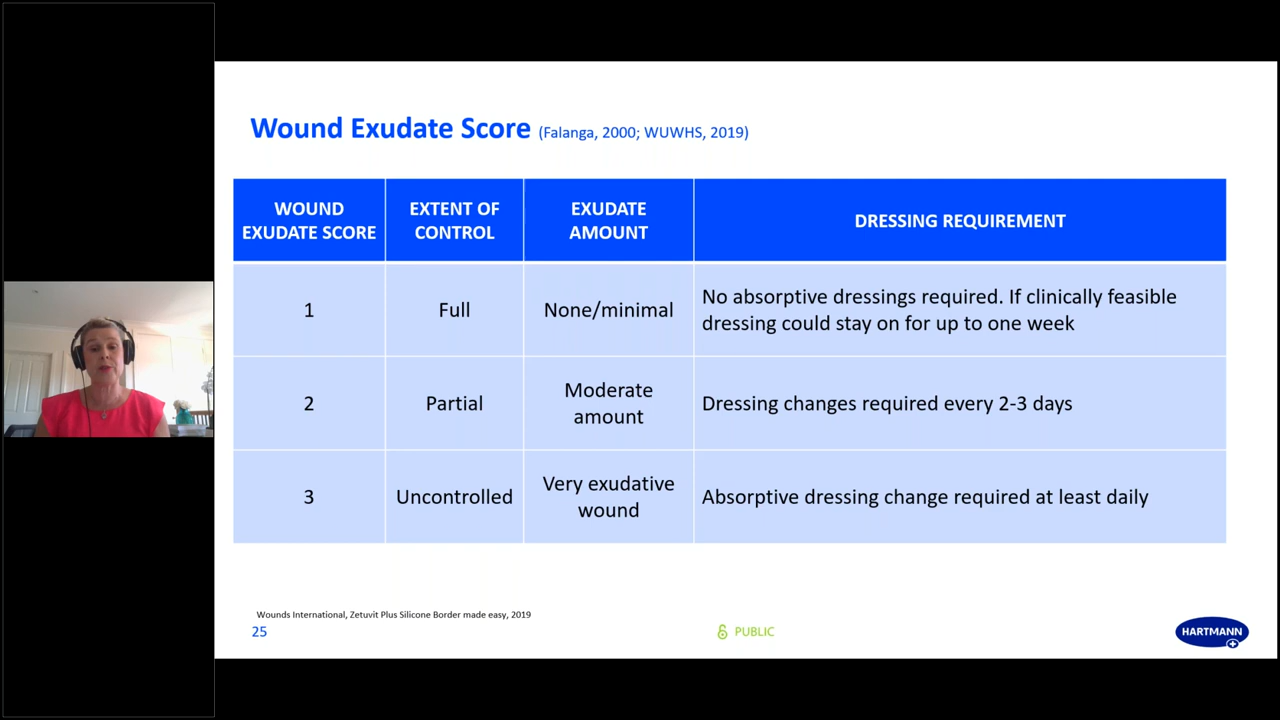 Wound Exudate Score (Falanga, 2000; WUWHS, 2019)
WOUND
EXUDATE SCORE
EXTENT OF
CONTROL
EXUDATE
AMOUNT
DRESSING REQUIREMENT
1
Full
None/minimal
No absorptive dressings required. If clinically feasible
dressing could stay on for up to one week
2
Partial
Moderate
amount
Dressing changes required every 2-3 days
3
Uncontrolled
Very exudative
wound
Absorptive dressing change required at least daily
Wounds International, Zetuvit Plus Silicone Border made easy, 2019
25
PUBLIC
HARTMANN